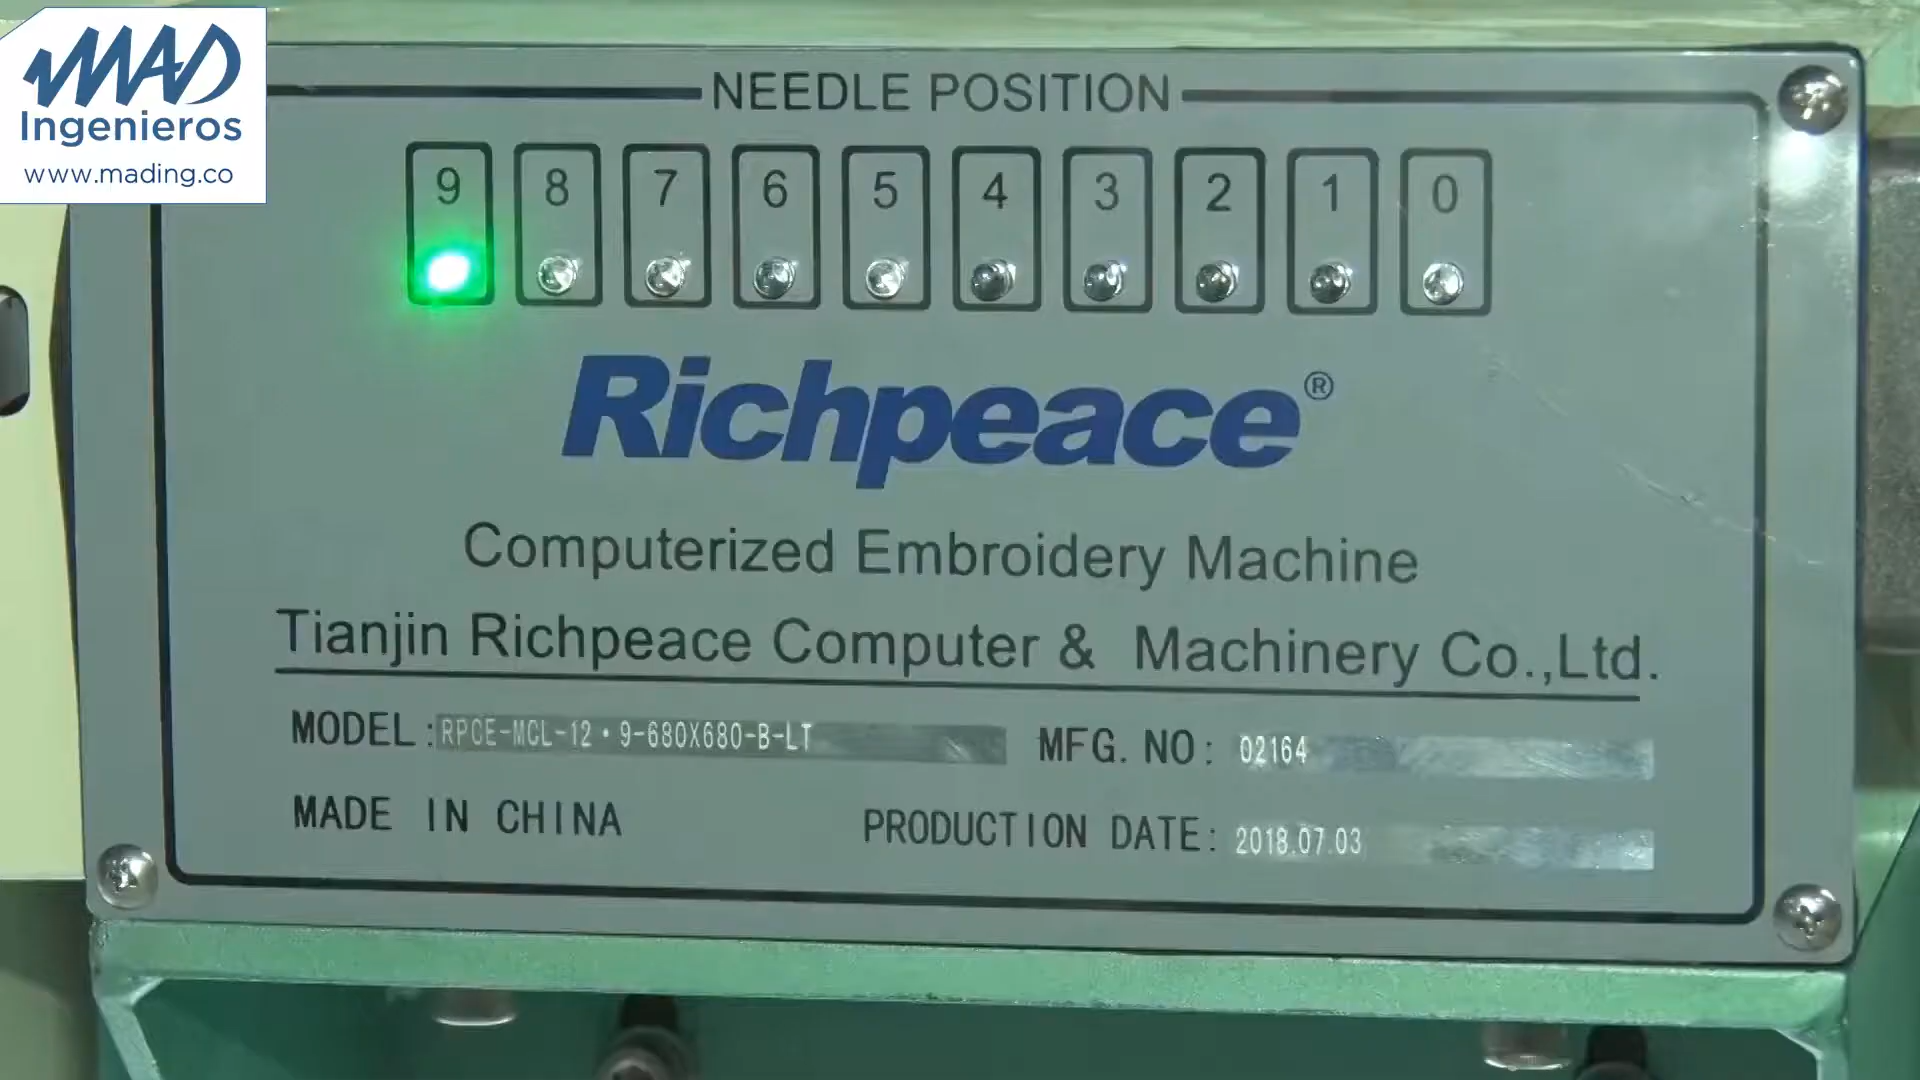 MAD
Ingenieros
www.mading.co
NEEDLE POSITION
9 8 7 6 5 4 3 2 1 0
Richpeace®
Computerized Embroidery Machine
Tianjin Richpeace Computer & Machinery Co.,Ltd.
MODEL: RPCE-MCL-12·9-680X680-B-LT MFG. NO: 02164
MADE IN CHINA PRODUCTION DATE: 2018.07.03